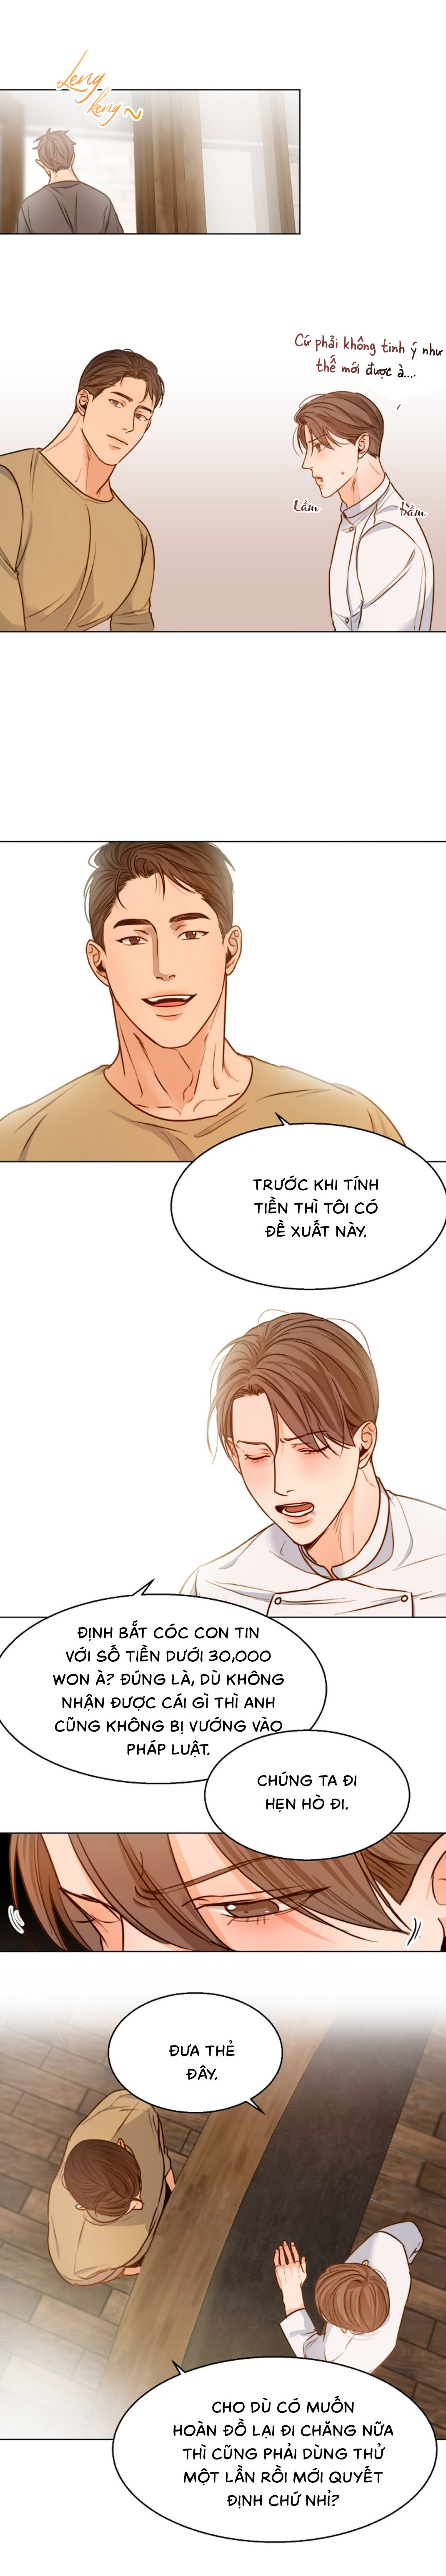 Leng
keng~
Cứ phải không tinh ý như
thế mới được à....
Lẩm
bẩm
TRƯỚC KHI TÍNH
TIỀN THÌ TÔI CÓ
ĐỀ XUẤT NÀY.
ĐỊNH BẮT CÓC CON TIN
VỚI SỐ TIỀN DƯỚI 30,000
WON À? ĐÚNG LÀ, DÙ KHÔNG
NHẬN ĐƯỢC CÁI GÌ THÌ ANH
CŨNG KHÔNG BỊ VƯỚNG VÀO
PHÁP LUẬT.
CHÚNG TA ĐI
HẸN HÒ ĐI.
ĐƯA THẺ
ĐÂY.
CHO DÙ CÓ MUỐN
HOÀN ĐỒ LẠI ĐI CHĂNG NỮA
THÌ CŨNG PHẢI DÙNG THỬ
MỘT LẦN RỒI MỚI QUYẾT
ĐỊNH CHỨ NHỈ?